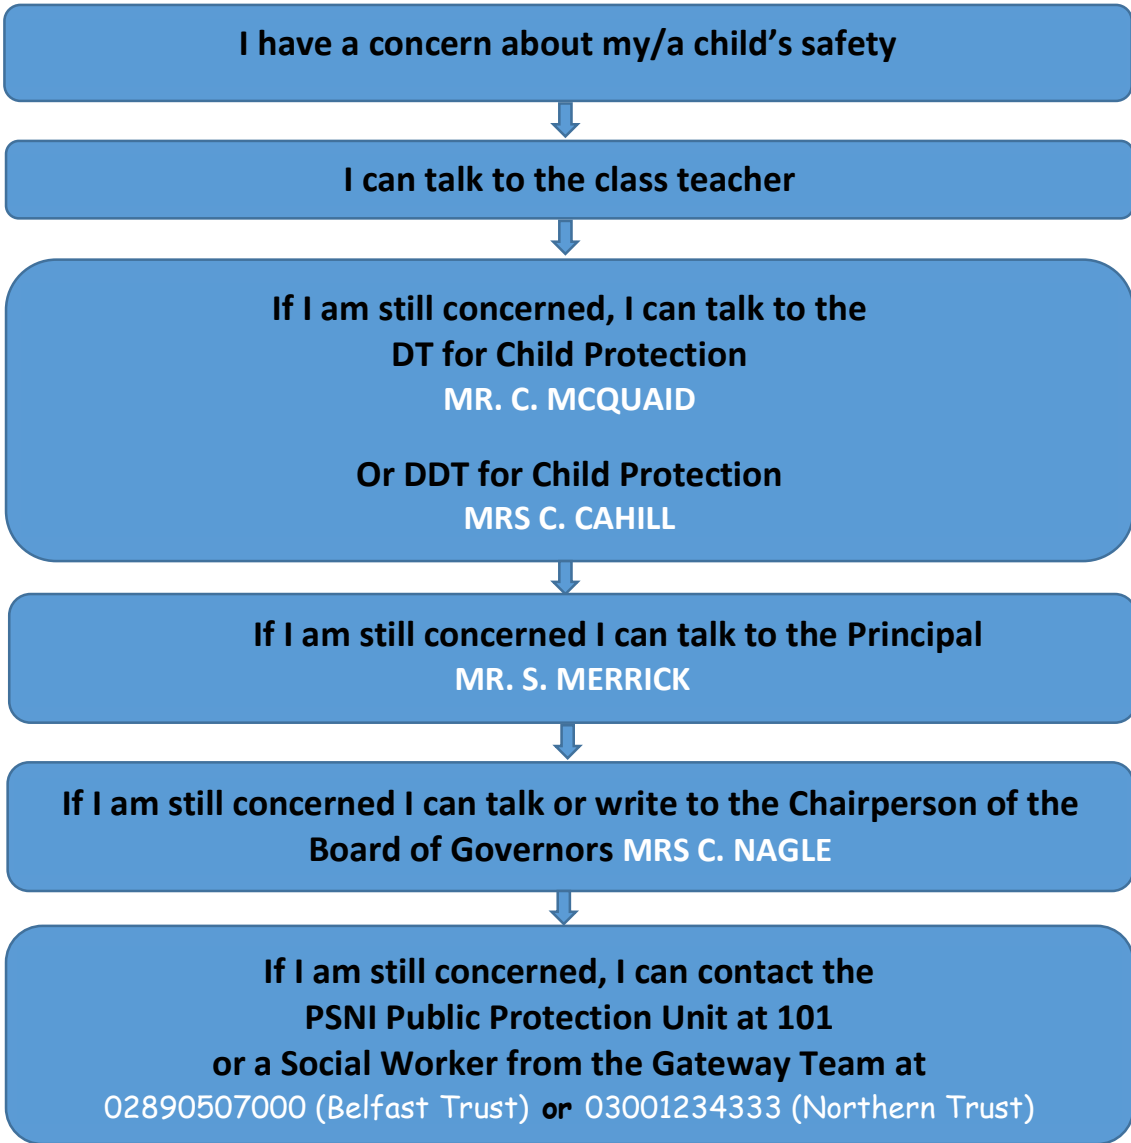 I have a concern about my/a child's safety
I can talk to the class teacher
If I am still concerned, I can talk to the
DT for Child Protection
MR. C. MCQUAID
Or DDT for Child Protection
MRS C. CAHILL
If I am still concerned I can talk to the Principal
MR. S. MERRICK
If I am still concerned I can talk or write to the Chairperson of the
Board of Governors MRS C. NAGLE
If I am still concerned, I can contact the
PSNI Public Protection Unit at 101
or a Social Worker from the Gateway Team at
02890507000 (Belfast Trust) or 03001234333 (Northern Trust)